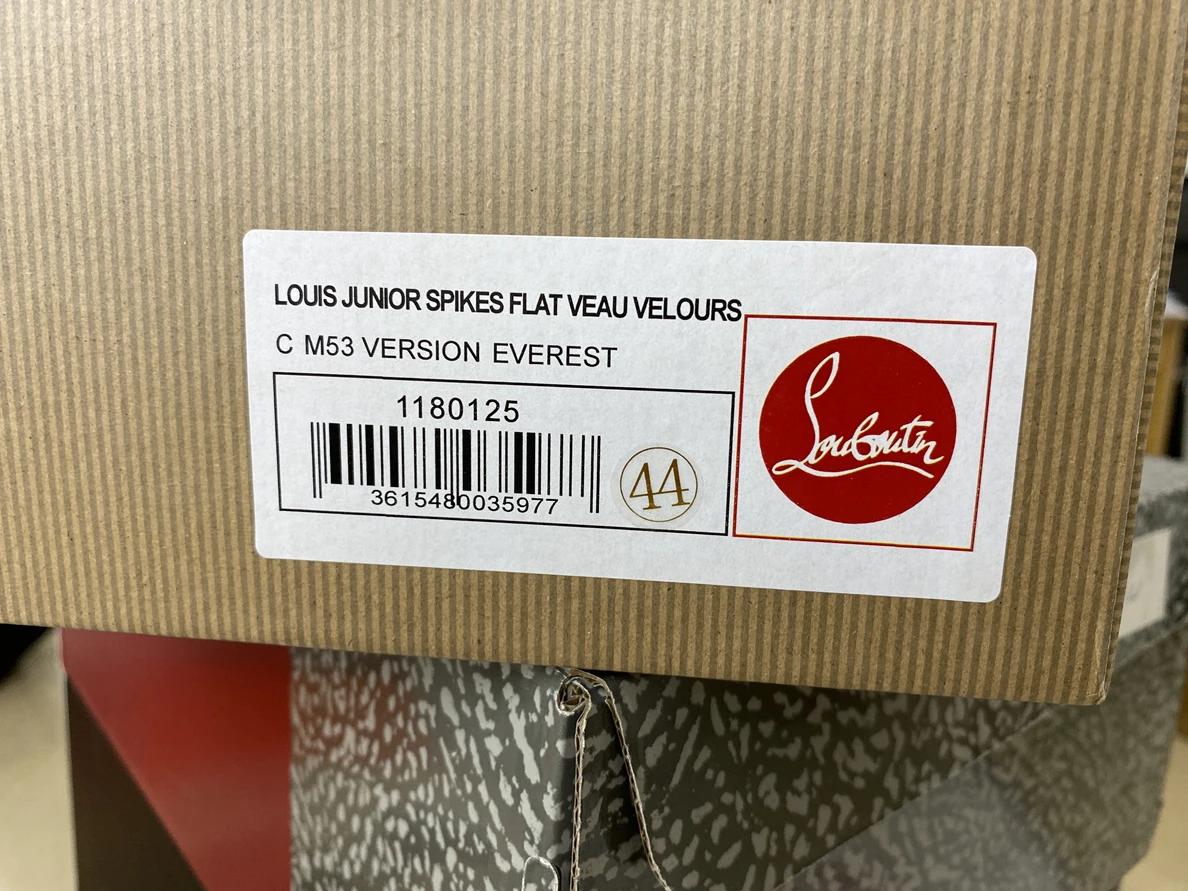 LOUIS JUNIOR SPIKES FLAT VEAU VELOURS
C M53 VERSION EVEREST
1180125
3615480035977
44
Louboutin